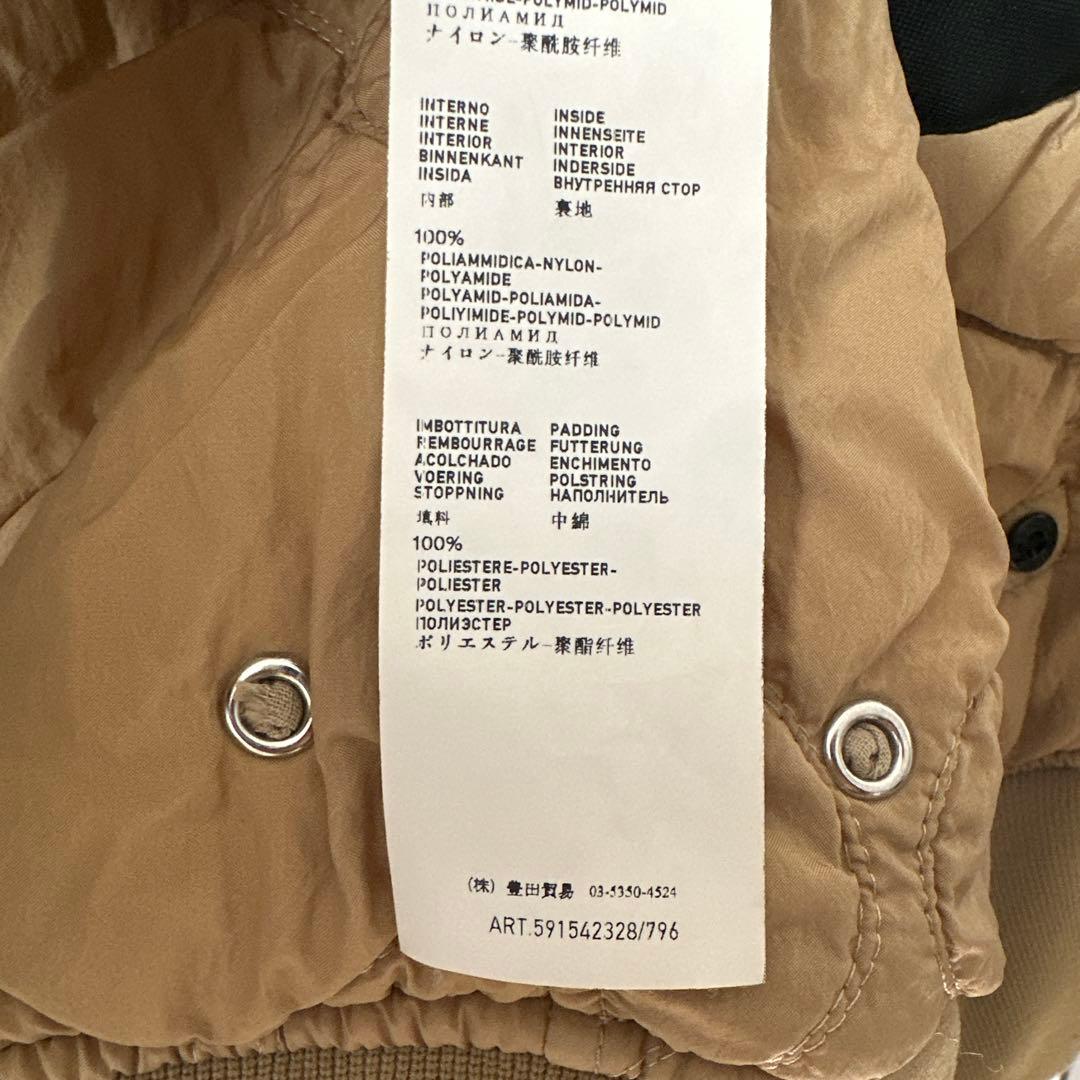 POLYMID-POLYMID
ПОЛИАМИД
ナイロン-聚酰胺纤维
INTERNO INSIDE
INTERNE INNENSEITE
INTERIOR INTERIOR
BINNENKANT INDERSIDE
INSIDA ВНУТРЕННЯЯ СТОР
内部 裏地
100%
POLIAMMIDICA-NYLON-
POLYAMIDE
POLYAMID-POLIAMIDA-
POLIYIMIDE-POLYMID-POLYMID
ПОЛИАМИД
ナイロン-聚酰胺纤维
IMBOTTITURA PADDING
REMBOURRAGE FUTTERUNG
ACOLCHADO ENCHIMENTO
VOERING POLSTRING
STOPPNING НАПОЛНИТЕЛЬ
填料 中綿
100%
POLIESTERE-POLYESTER-
POLIESTER
POLYESTER-POLYESTER-POLYESTER
ПОЛИЭСТЕР
ポリエステル-聚酯纤维
(株) 豊田貿易 03-5350-4524
ART.591542328/796